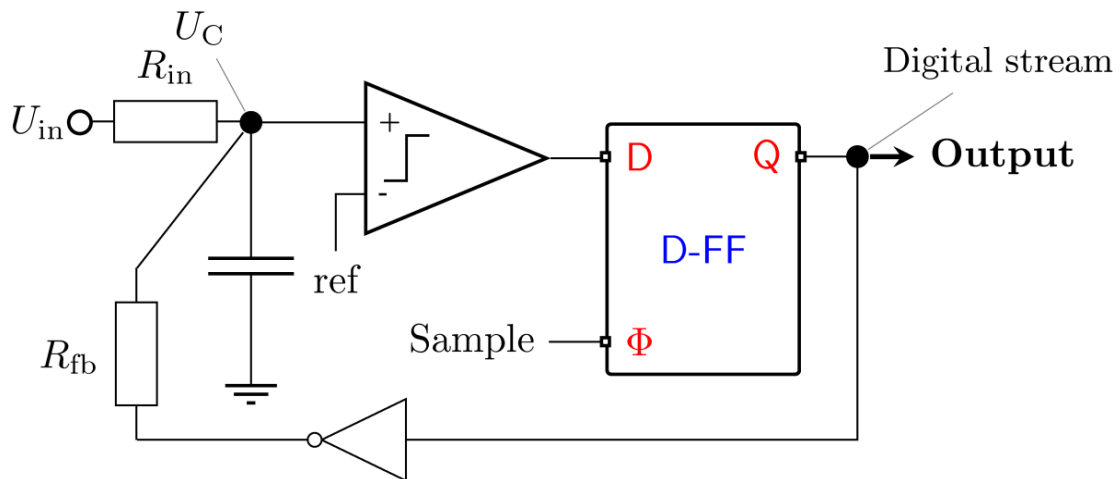 U_C
R_in
Digital stream
U_in
+
-
D
Q
Output
D-FF
ref
Sample
Φ
R_fb